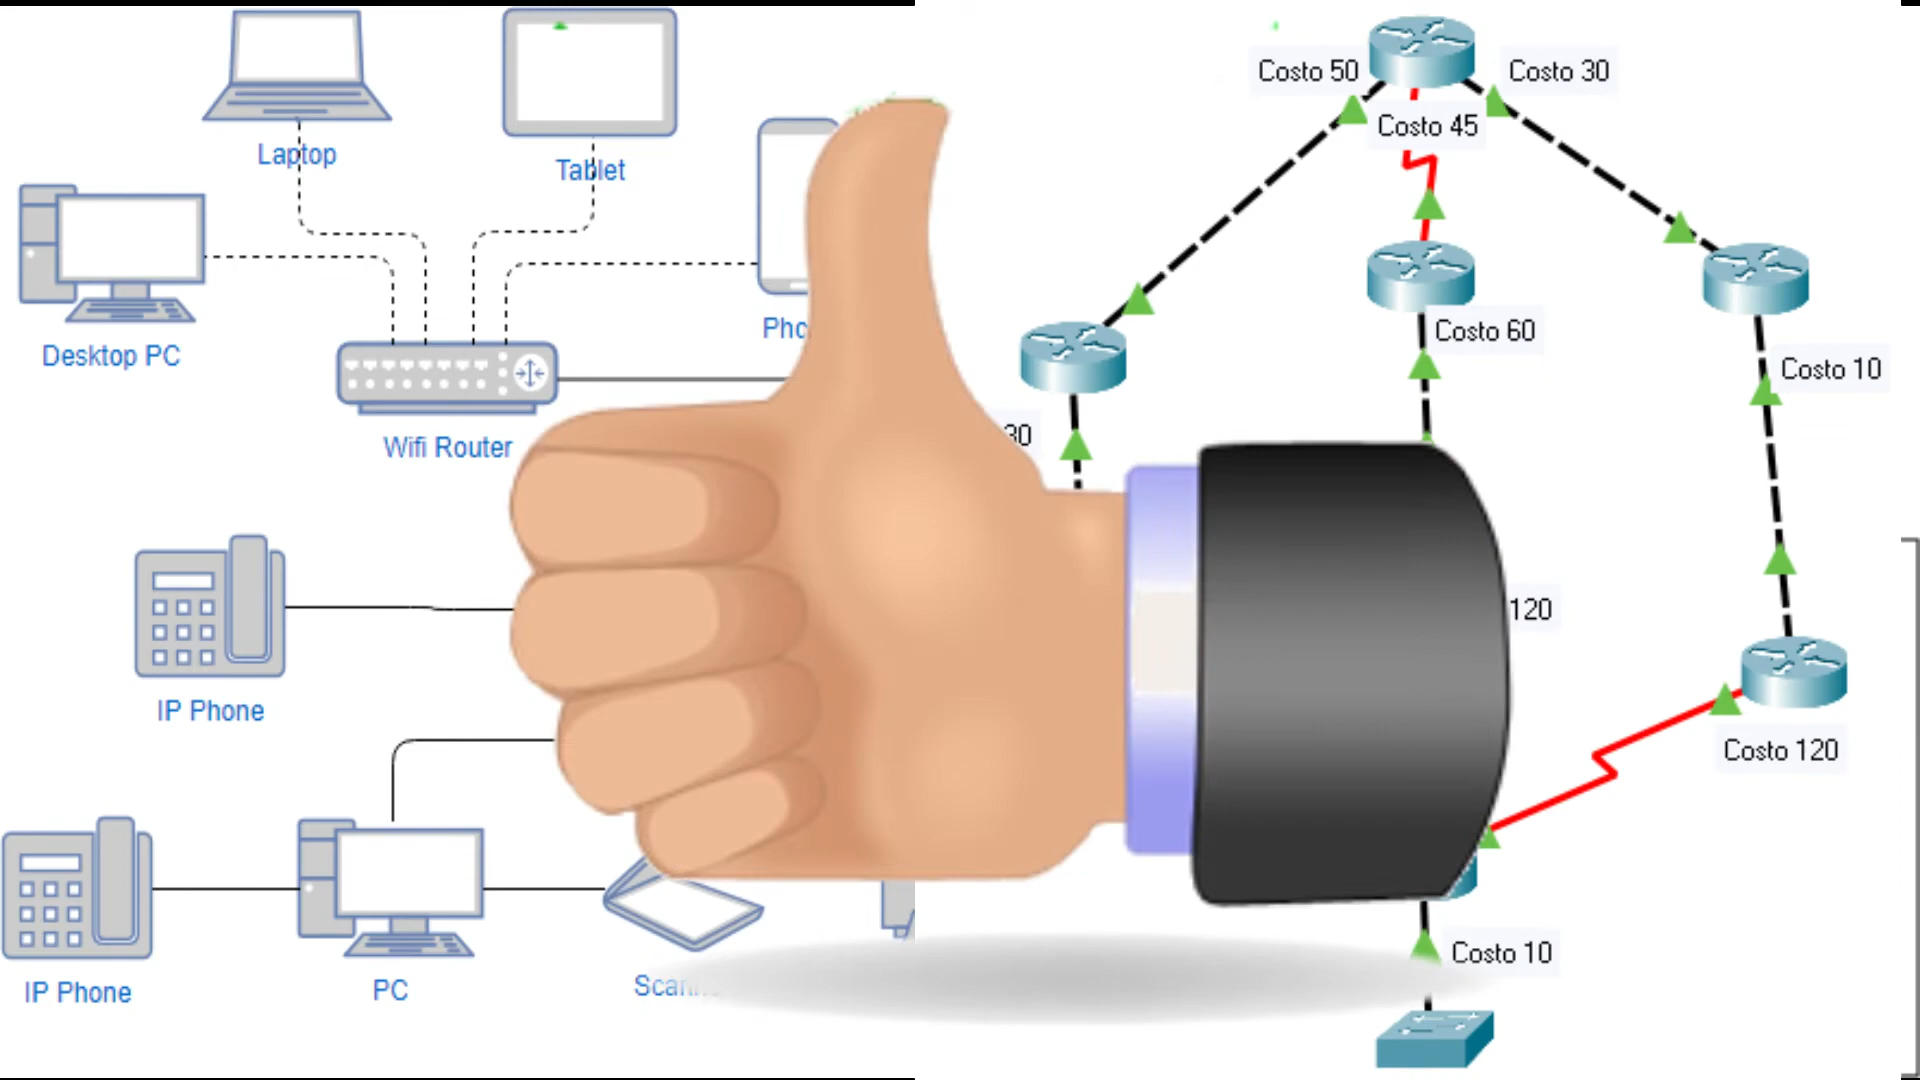 Laptop
Tablet
Desktop PC
Wifi Router
IP Phone
IP Phone
PC
Costo 50
Costo 30
Costo 45
Costo 60
Costo 10
30
120
Costo 120
Costo 10